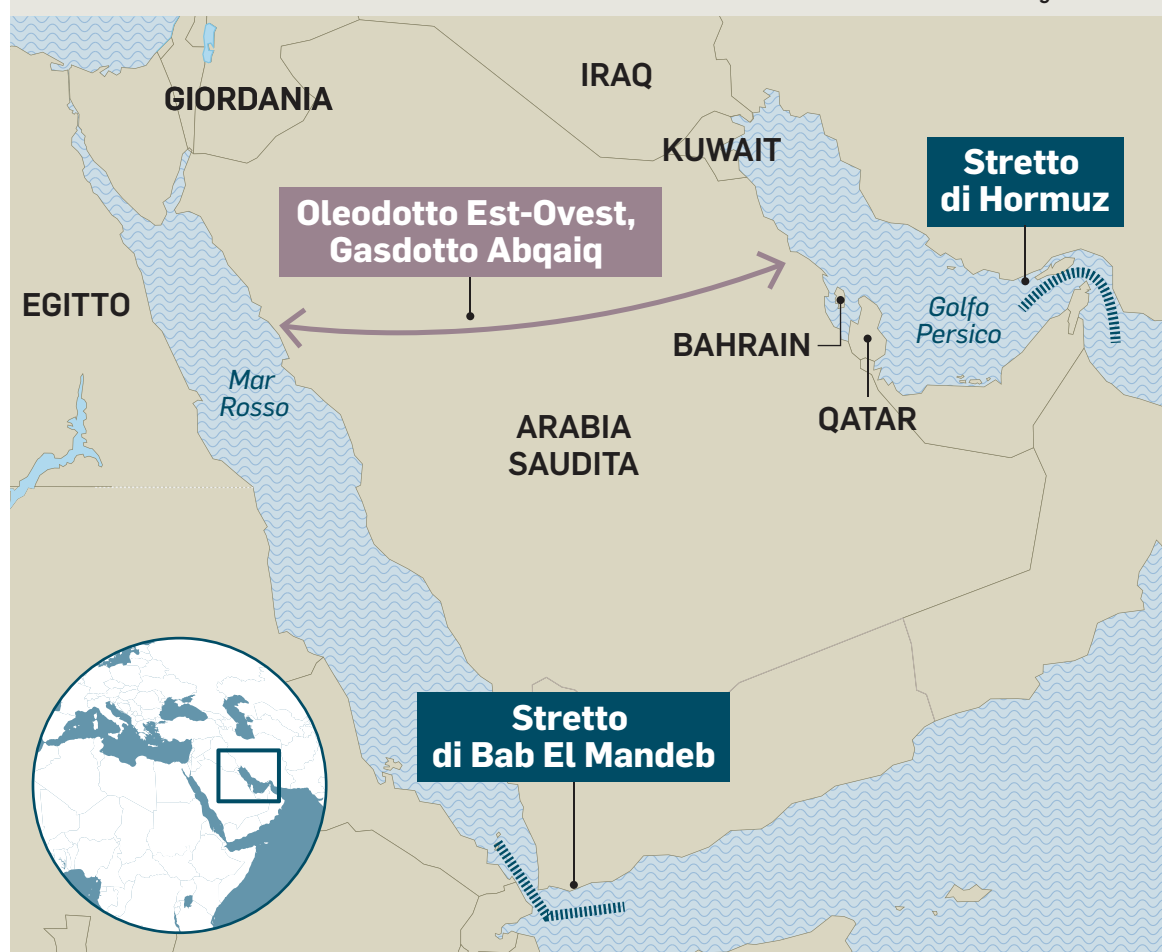 IRAQ
GIORDANIA
KUWAIT
Stretto
di Hormuz
Oleodotto Est-Ovest,
Gasdotto Abqaiq
EGITTO
Golfo
Persico
BAHRAIN
Mar
Rosso
QATAR
ARABIA
SAUDITA
Stretto
di Bab El Mandeb